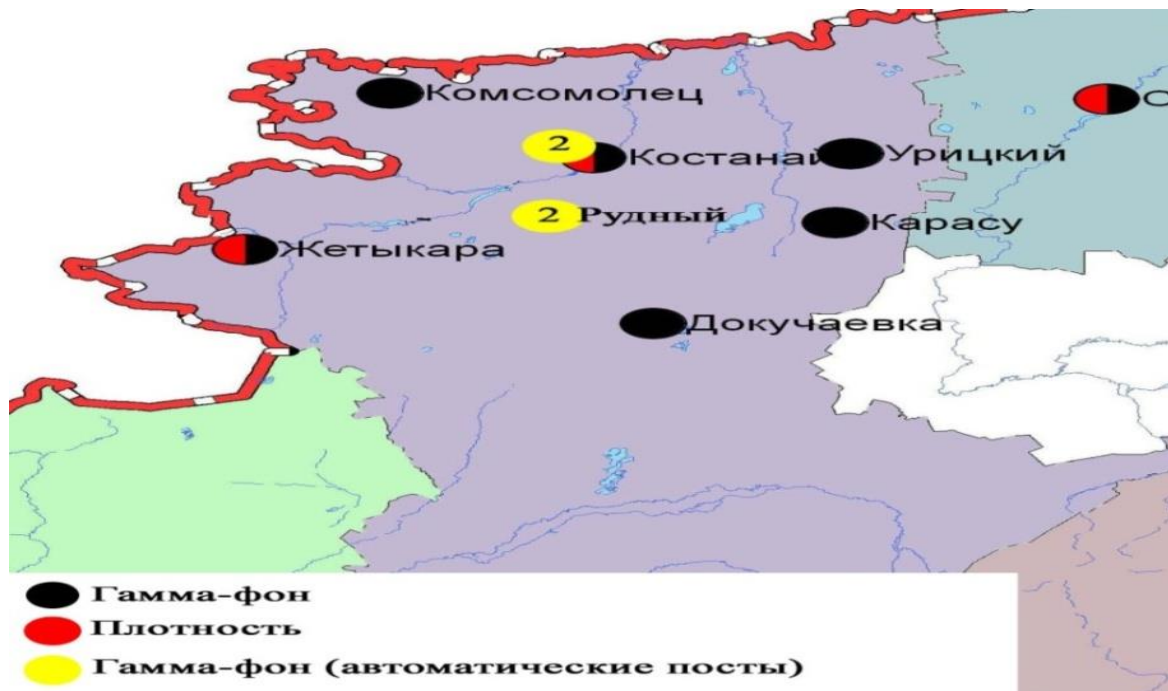 Комсомолец
2
Костанай
Урицкий
2 Рудный
Карасу
Жетыкара
Докучаевка
Гамма-фон
Плотность
Гамма-фон (автоматические посты)